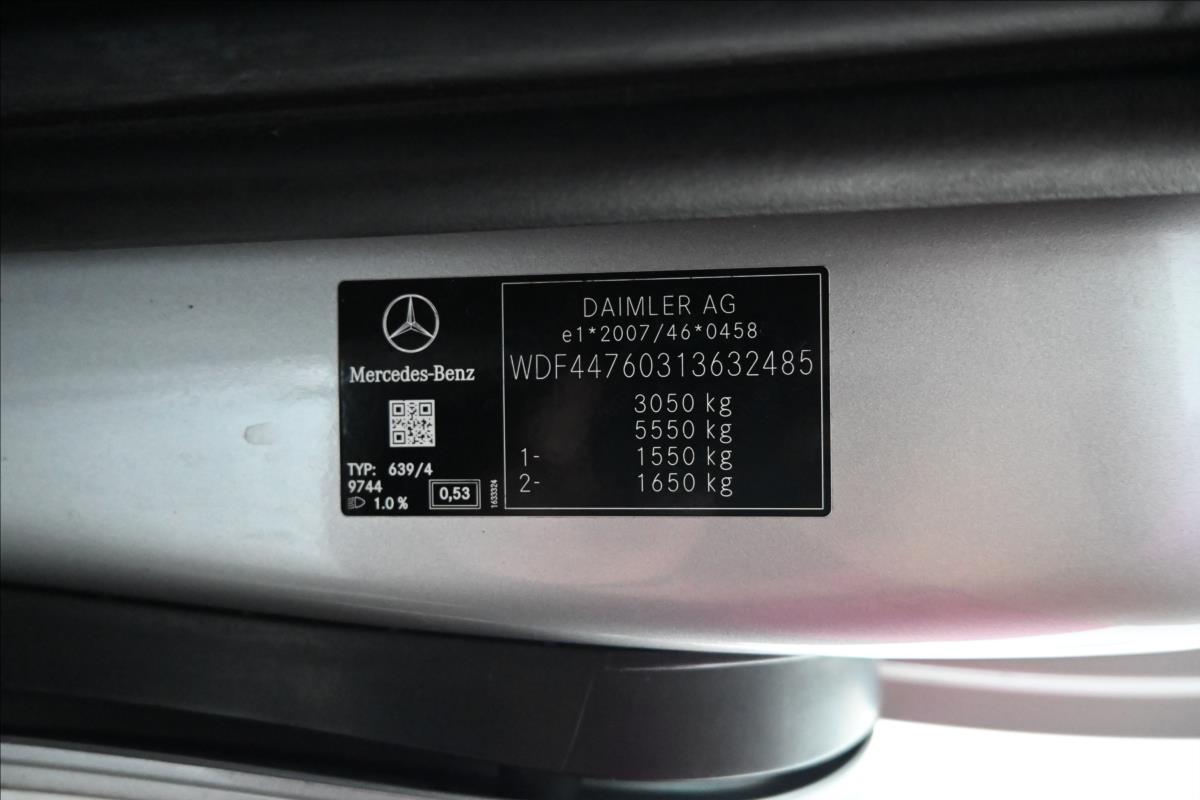 Mercedes-Benz
TYP: 639/4
9744
1.0 %
0,53
1633324
DAIMLER AG
e1*2007/46*0458
WDF44760313632485
3050 kg
5550 kg
1- 1550 kg
2- 1650 kg